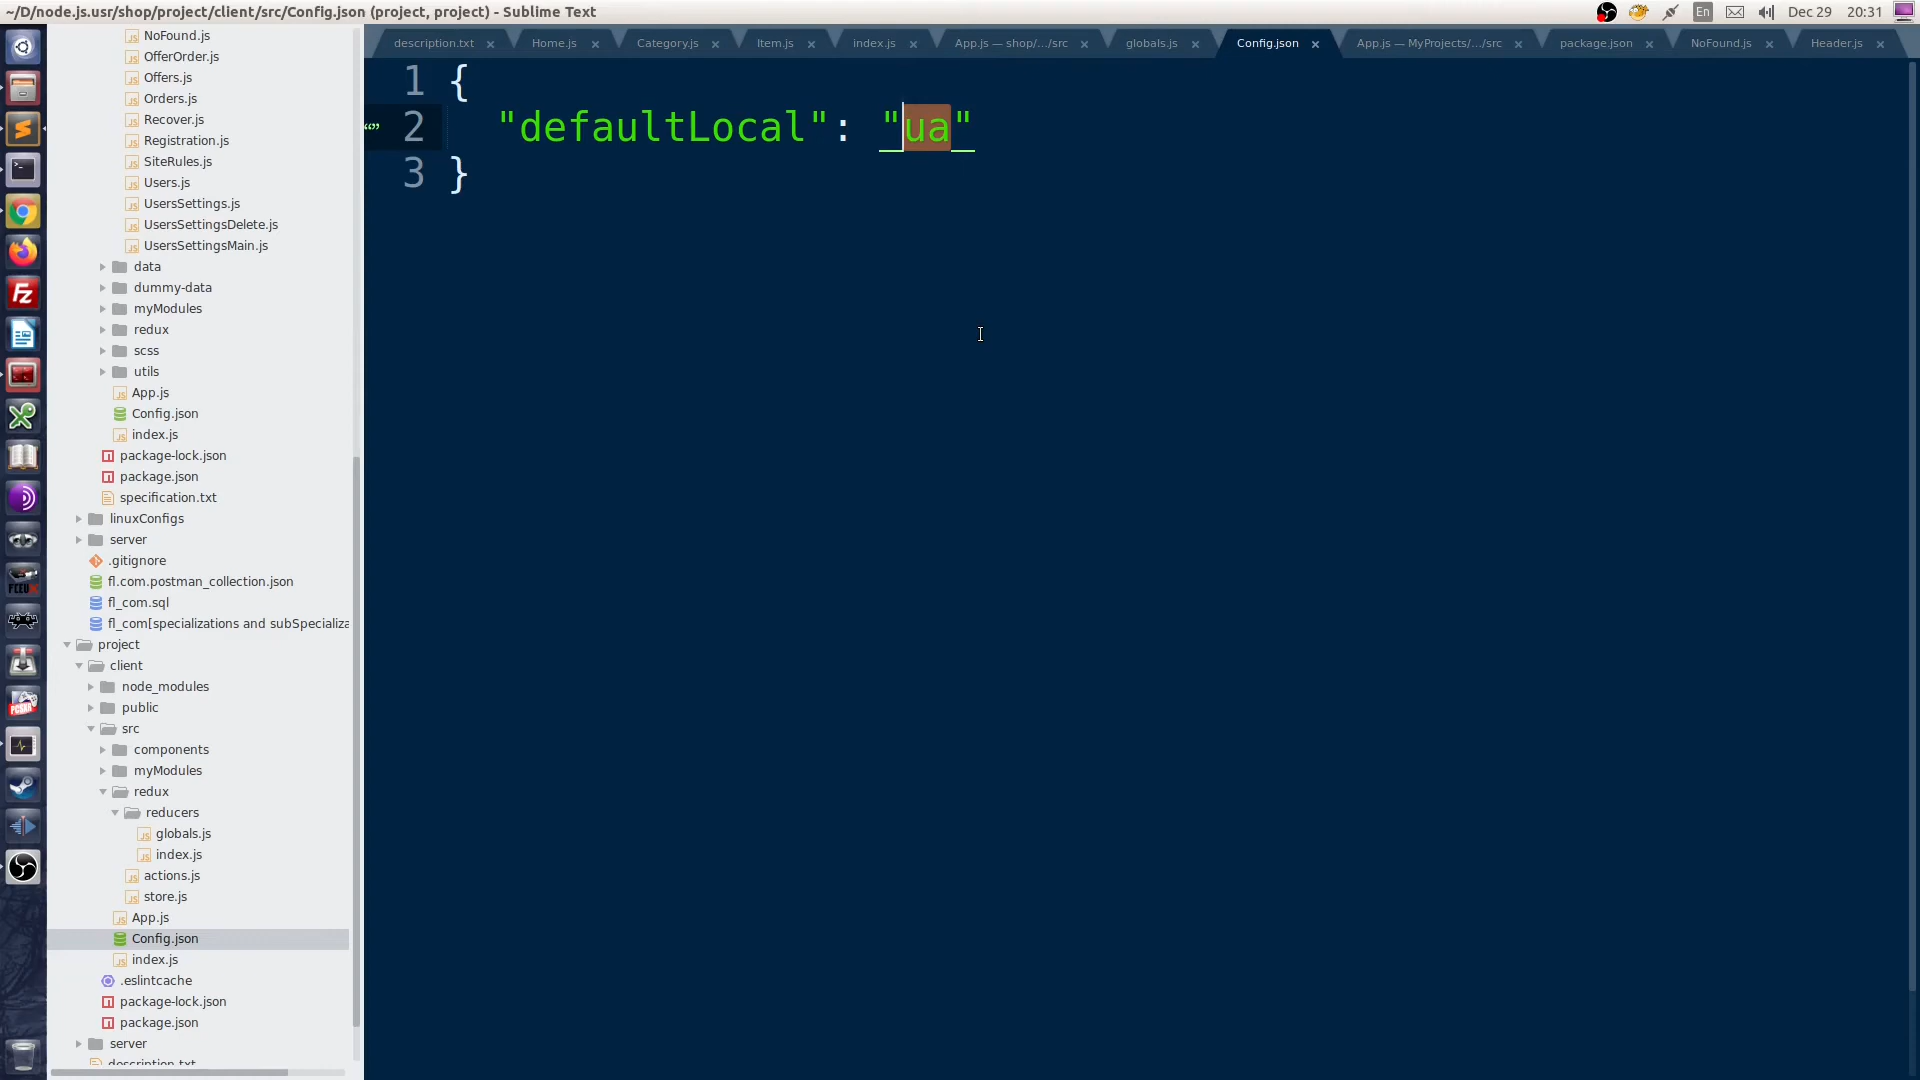 ~/D/node.js.usr/shop/project/client/src/Config.json (project, project) - Sublime Text
En
Dec 29
20:31
description.txt
Home.js
Category.js
Item.js
index.js
App.js — shop/.../src
globals.js
Config.json
App.js — MyProjects/.../src
package.json
NoFound.js
Header.js
NoFound.js
OfferOrder.js
Offers.js
Orders.js
Recover.js
Registration.js
SiteRules.js
Users.js
UsersSettings.js
UsersSettingsDelete.js
UsersSettingsMain.js
data
dummy-data
myModules
redux
scss
utils
App.js
Config.json
index.js
package-lock.json
package.json
specification.txt
linuxConfigs
server
.gitignore
fl.com.postman_collection.json
fl_com.sql
fl_com[specializations and subSpecializa
project
client
node_modules
public
src
components
myModules
redux
reducers
globals.js
index.js
actions.js
store.js
App.js
Config.json
index.js
.eslintcache
package-lock.json
package.json
server
description.txt
1 {
2 "defaultLocal": "ua"
3 }